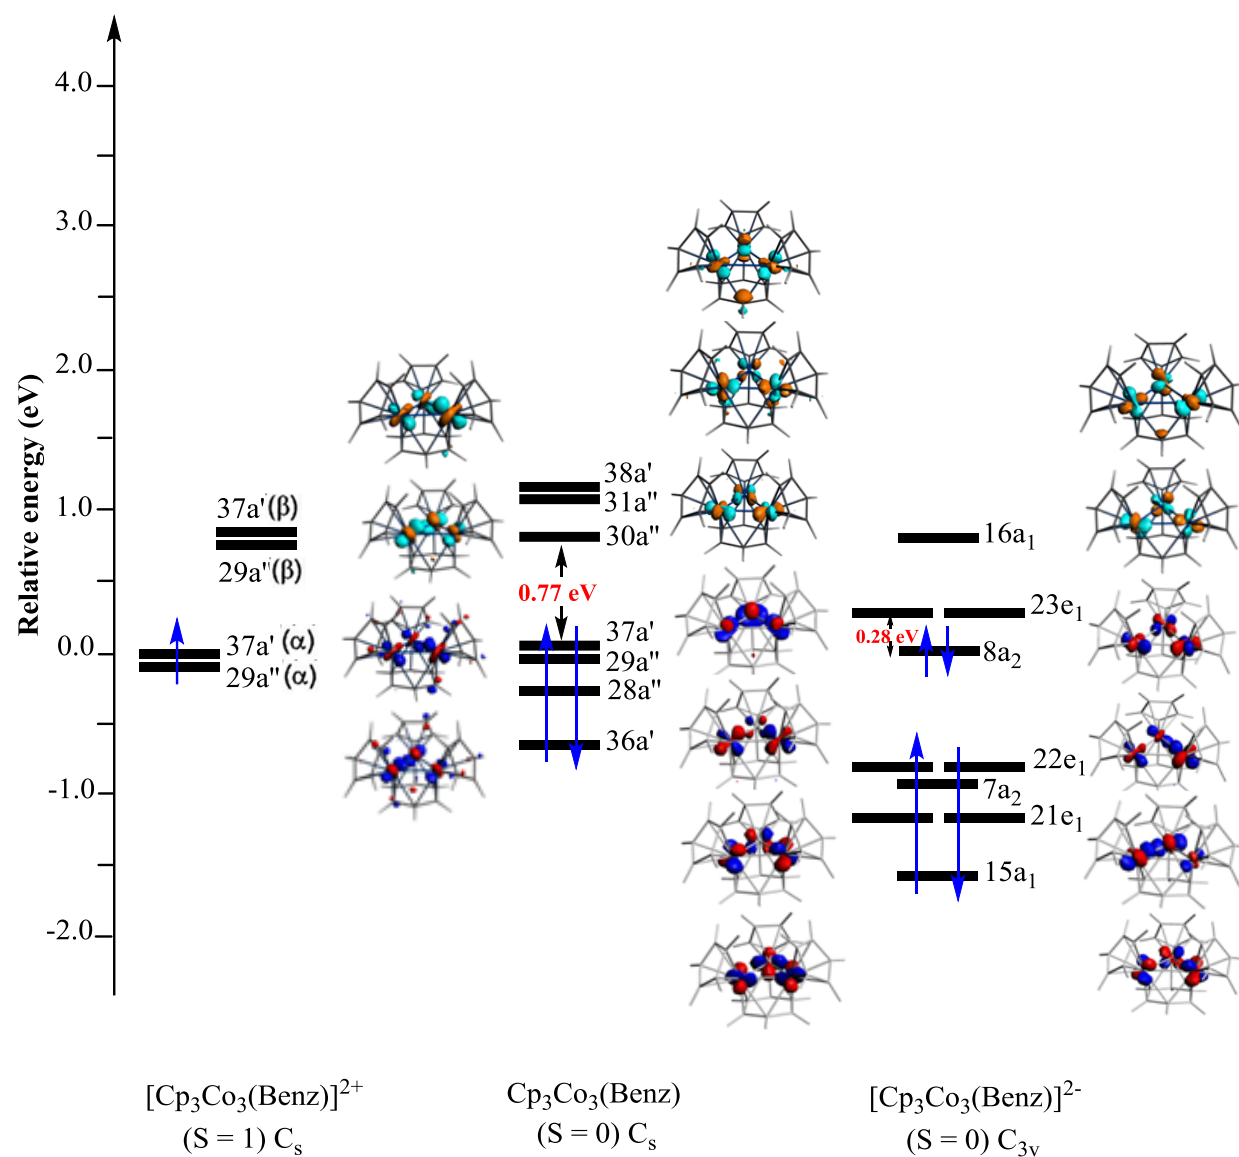 Relative energy (eV)
4.0
3.0
2.0
1.0
0.0
-1.0
-2.0
37a'(β)
29a"(β)
37a'(α)
29a"(α)
38a'
31a"
30a"
0.77 eV
37a'
29a"
28a"
36a'
16a₁
23e₁
0.28 eV
8a₂
22e₁
7a₂
21e₁
15a₁
[Cp₃Co₃(Benz)]²⁺
(S = 1) Cₛ
Cp₃Co₃(Benz)
(S = 0) Cₛ
[Cp₃Co₃(Benz)]²⁻
(S = 0) C₃ᵥ